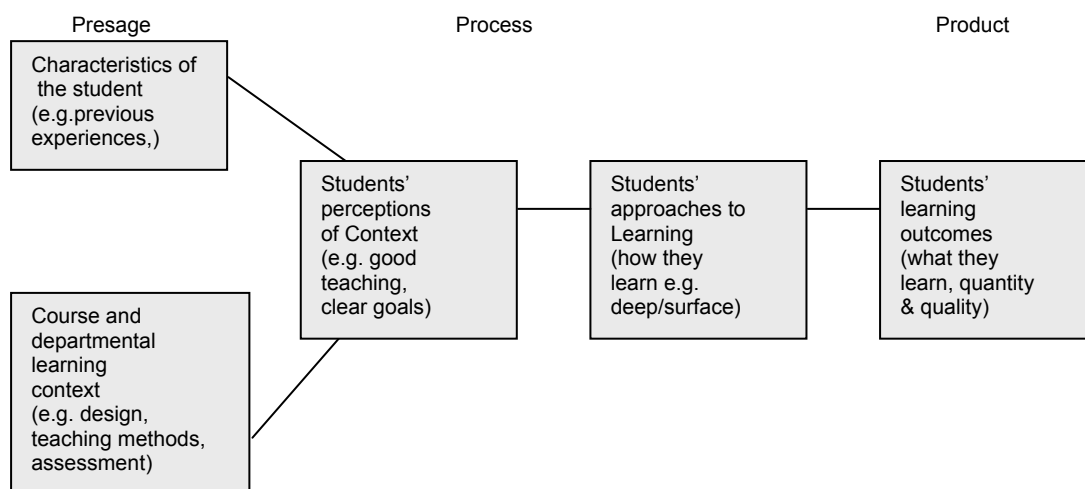 Presage
Process
Product
Characteristics of
the student
(e.g.previous
experiences,)
Course and
departmental
learning
context
(e.g. design,
teaching methods,
assessment)
Students’
perceptions
of Context
(e.g. good
teaching,
clear goals)
Students’
approaches to
Learning
(how they
learn e.g.
deep/surface)
Students’
learning
outcomes
(what they
learn, quantity
& quality)